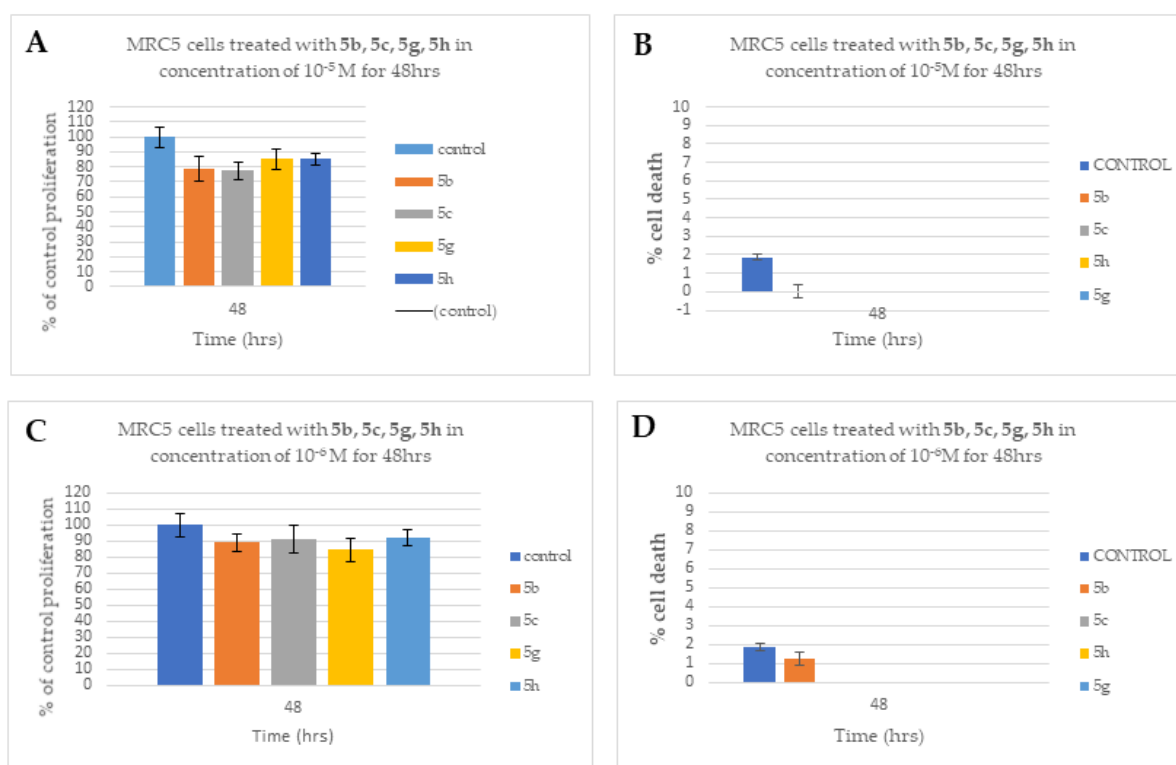 A
MRC5 cells treated with 5b, 5c, 5g, 5h in
concentration of 10⁻⁵ M for 48hrs
% of control proliferation
120
110
100
90
80
70
60
50
40
30
20
10
0
48
Time (hrs)
control
5b
5c
5g
5h
(control)
B
MRC5 cells treated with 5b, 5c, 5g, 5h in
concentration of 10⁻⁵M for 48hrs
% cell death
10
9
8
7
6
5
4
3
2
1
0
-1
48
Time (hrs)
CONTROL
5b
5c
5h
5g
C
MRC5 cells treated with 5b, 5c, 5g, 5h in
concentration of 10⁻⁶ M for 48hrs
% of control proliferation
120
110
100
90
80
70
60
50
40
30
20
10
0
48
Time (hrs)
control
5b
5c
5g
5h
D
MRC5 cells treated with 5b, 5c, 5g, 5h in
concentration of 10⁻⁶M for 48hrs
% cell death
10
9
8
7
6
5
4
3
2
1
0
48
Time (hrs)
CONTROL
5b
5c
5h
5g